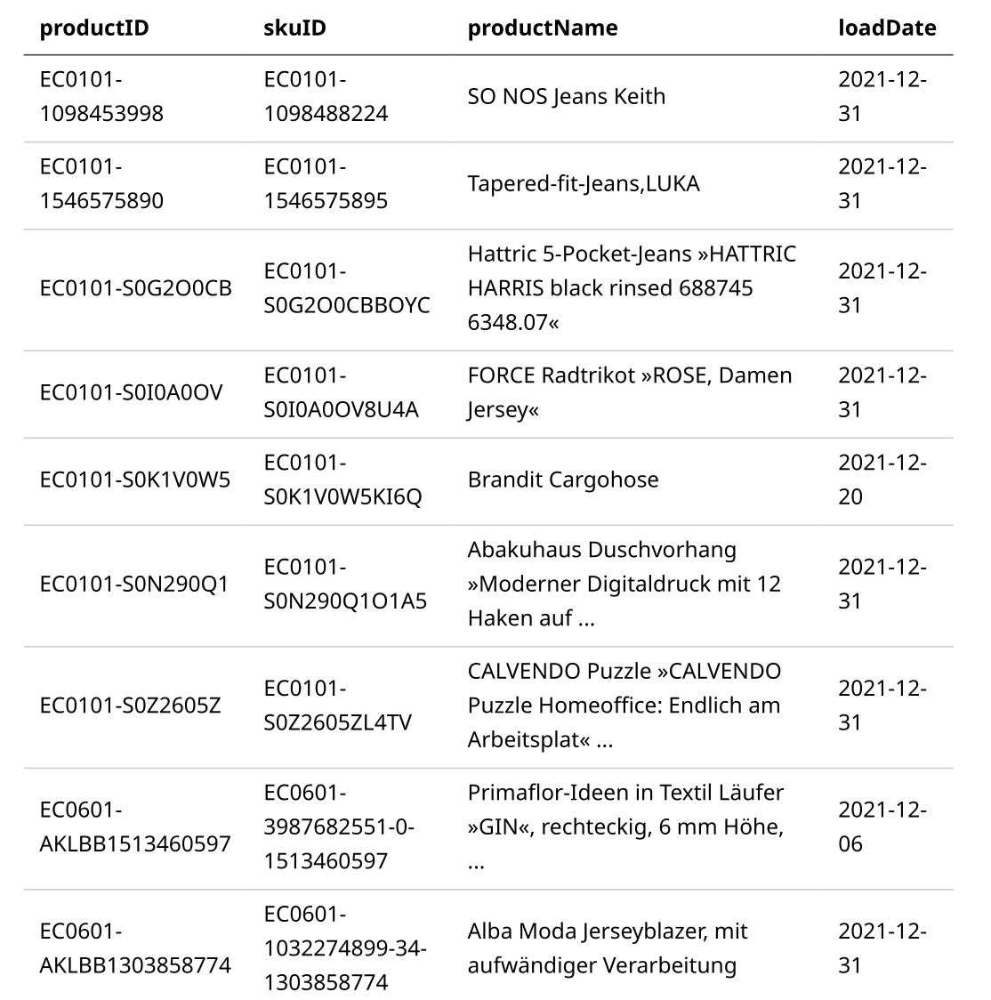 productID skuID productName loadDate
EC0101-
1098453998
EC0101-
1098488224
SO NOS Jeans Keith
2021-12-
31
EC0101-
1546575890
EC0101-
1546575895
Tapered-fit-Jeans,LUKA
2021-12-
31
EC0101-S0G2O0CB
EC0101-
S0G2O0CBBOYC
Hattric 5-Pocket-Jeans »HATTRIC
HARRIS black rinsed 688745
6348.07«
2021-12-
31
EC0101-S0I0A0OV
EC0101-
S0I0A0OV8U4A
FORCE Radtrikot »ROSE, Damen
Jersey«
2021-12-
31
EC0101-S0K1V0W5
EC0101-
S0K1V0W5KI6Q
Brandit Cargohose
2021-12-
20
EC0101-S0N290Q1
EC0101-
S0N290Q1O1A5
Abakuhaus Duschvorhang
»Moderner Digitaldruck mit 12
Haken auf ...
2021-12-
31
EC0101-S0Z2605Z
EC0101-
S0Z2605ZL4TV
CALVENDO Puzzle »CALVENDO
Puzzle Homeoffice: Endlich am
Arbeitsplat« ...
2021-12-
31
EC0601-
AKLBB1513460597
EC0601-
3987682551-0-
1513460597
Primaflor-Ideen in Textil Läufer
»GIN«, rechteckig, 6 mm Höhe,
...
2021-12-
06
EC0601-
AKLBB1303858774
EC0601-
1032274899-34-
1303858774
Alba Moda Jerseyblazer, mit
aufwändiger Verarbeitung
2021-12-
31